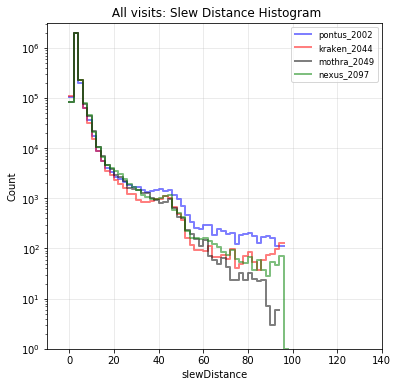 All visits: Slew Distance Histogram
pontus_2002
kraken_2044
mothra_2049
nexus_2097
Count
10^6
10^5
10^4
10^3
10^2
10^1
10^0
0 20 40 60 80 100 120 140
slewDistance